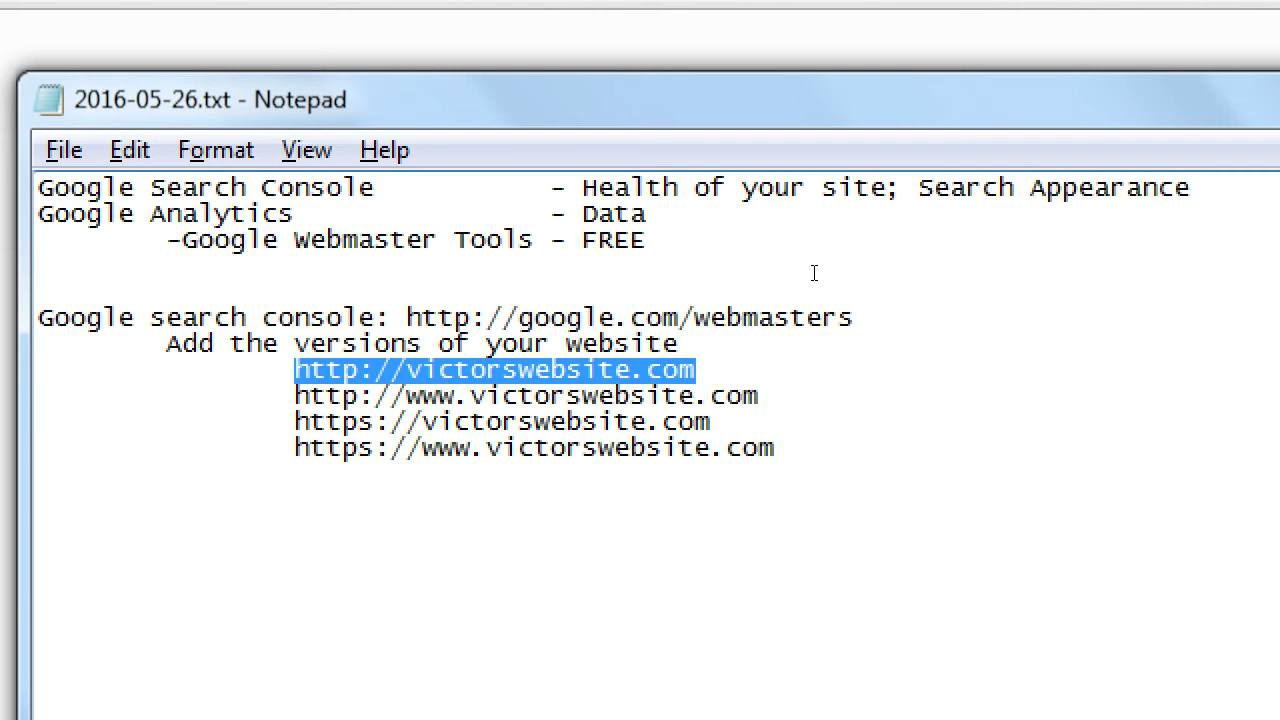 2016-05-26.txt - Notepad
File Edit Format View Help
Google Search Console - Health of your site; Search Appearance
Google Analytics - Data
-Google Webmaster Tools - FREE
Google search console: http://google.com/webmasters
Add the versions of your website
http://victorswebsite.com
http://www.victorswebsite.com
https://victorswebsite.com
https://www.victorswebsite.com